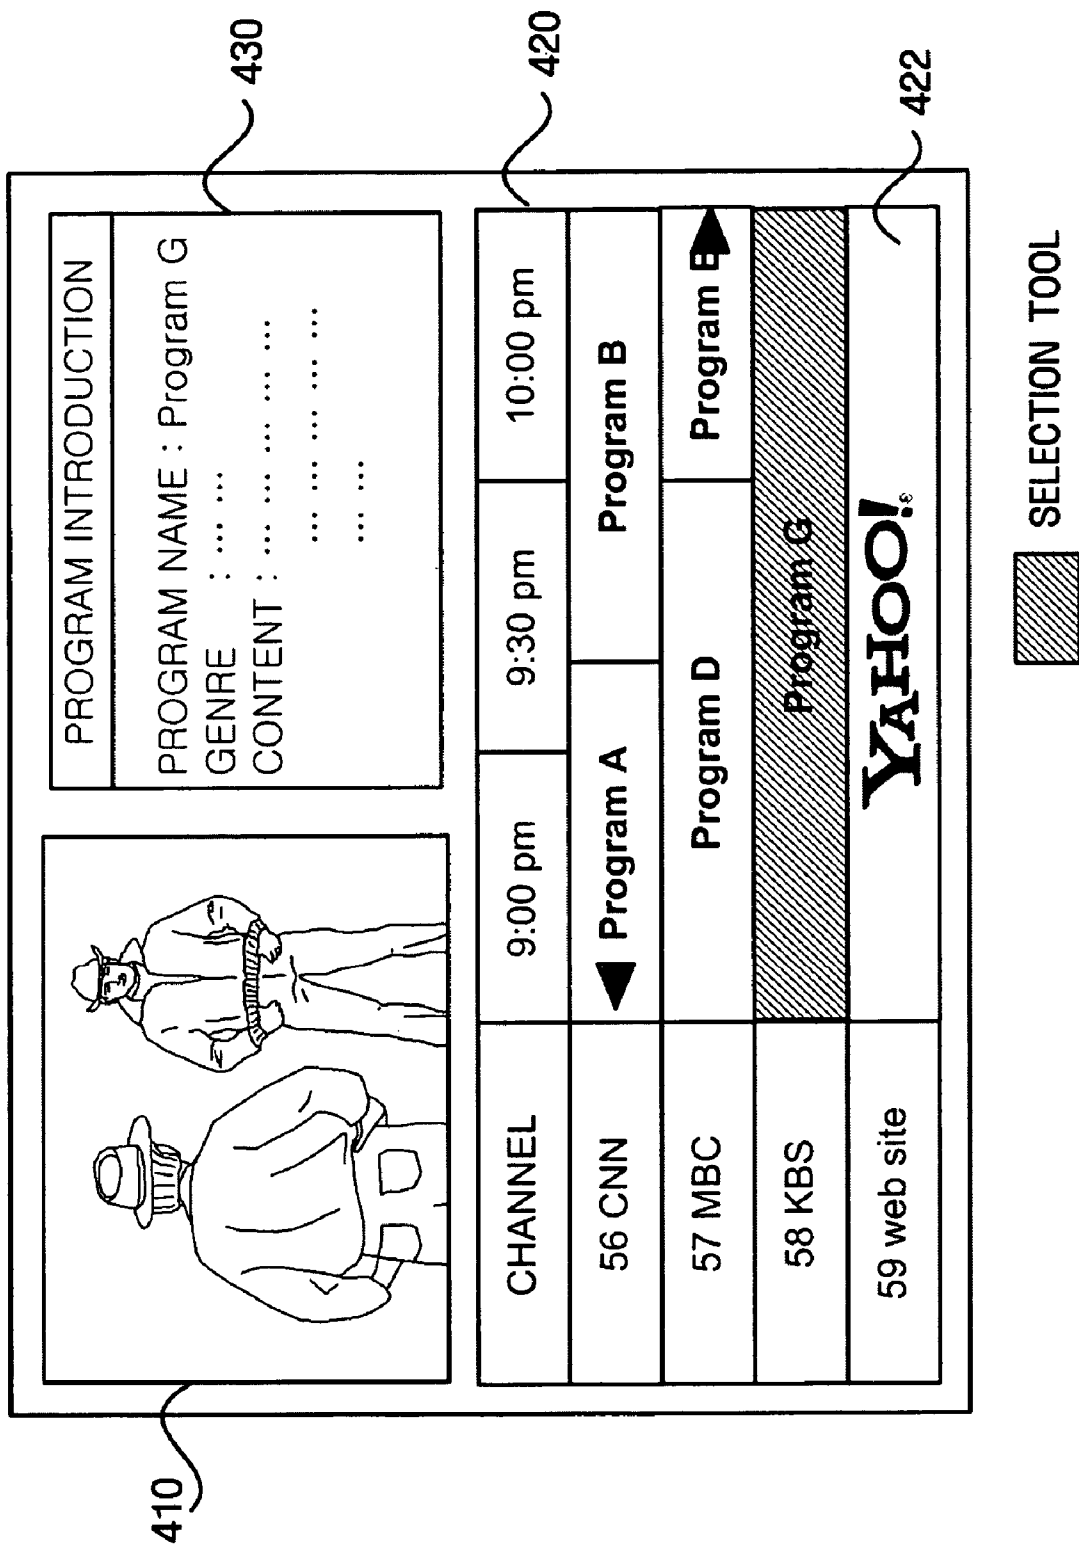 PROGRAM INTRODUCTION
430
PROGRAM NAME : Program G
GENRE : ... ...
CONTENT : ... ... ... ... ... ...
... ... ... ... ...
... ...
410
CHANNEL 9:00 pm 9:30 pm 10:00 pm
420
56 CNN ◀ Program A Program B
57 MBC Program D Program E▶
58 KBS Program G
59 web site YAHOO!®
422
SELECTION TOOL